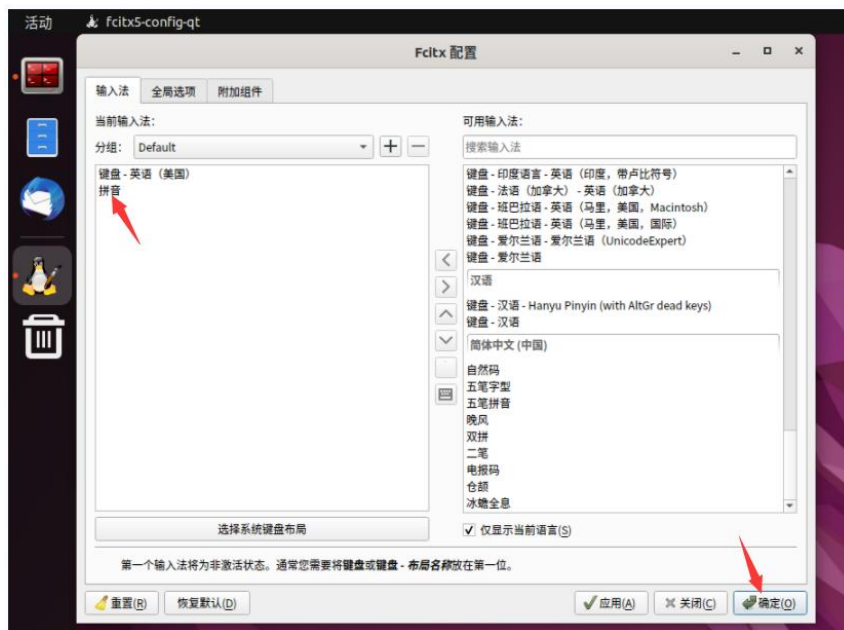 活动
fcitx5-config-qt
Fcitx 配置
输入法
全局选项
附加组件
当前输入法：
分组：
Default
键盘 - 英语（美国）
拼音
选择系统键盘布局
可用输入法：
搜索输入法
键盘 - 印度语言 - 英语（印度，带卢比符号）
键盘 - 法语（加拿大） - 英语（加拿大）
键盘 - 班巴拉语 - 英语（马里，美国，Macintosh）
键盘 - 班巴拉语 - 英语（马里，美国，国际）
键盘 - 爱尔兰语 - 爱尔兰语（UnicodeExpert）
键盘 - 爱尔兰语
汉语
键盘 - 汉语 - Hanyu Pinyin (with AltGr dead keys)
键盘 - 汉语
简体中文 (中国)
自然码
五笔字型
五笔拼音
晚风
双拼
二笔
电报码
仓颉
冰蟾全息
仅显示当前语言(S)
第一个输入法将为非激活状态。通常您需要将键盘或键盘 - 布局名称放在第一位。
重置(R)
恢复默认(D)
应用(A)
关闭(C)
确定(O)